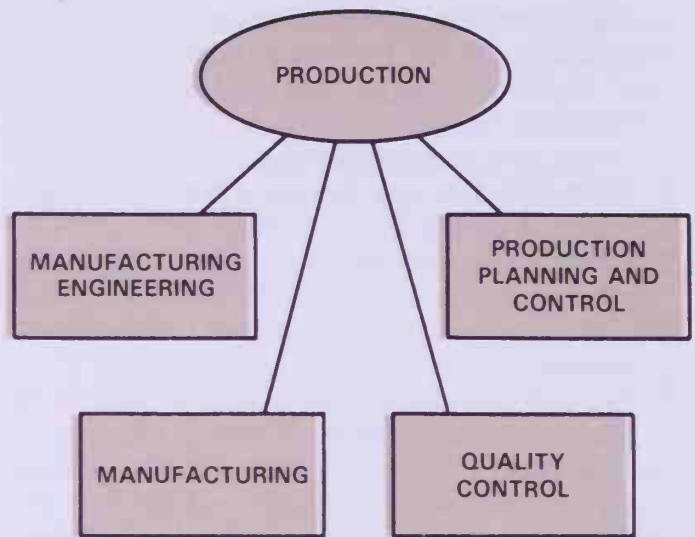 PRODUCTION
MANUFACTURING
ENGINEERING
PRODUCTION
PLANNING AND
CONTROL
MANUFACTURING
QUALITY
CONTROL